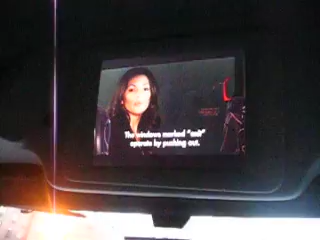 The windows marked "exit"
operate by pushing out.